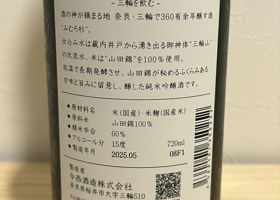 －三輪を飲む－
酒の神が鎮まる地 奈良・三輪で360有余年醸す酒
“みむろ杉”
仕込み水は蔵内井戸から湧き出る御神体“三輪山”
の伏流水、米は“山田錦”を100％使用。
低温で長期発酵させ、山田錦が秘めるふくらみある
甘味と旨みに留意し、醸した純米吟醸酒です。
●原材料名 米(国産)・米麹(国産米)
●原料米 山田錦100％
●精米歩合 60％
●アルコール分 15度 720ml
●製造年月 2025.05 08F1
製造者
今西酒造株式会社
奈良県桜井市大字三輪510